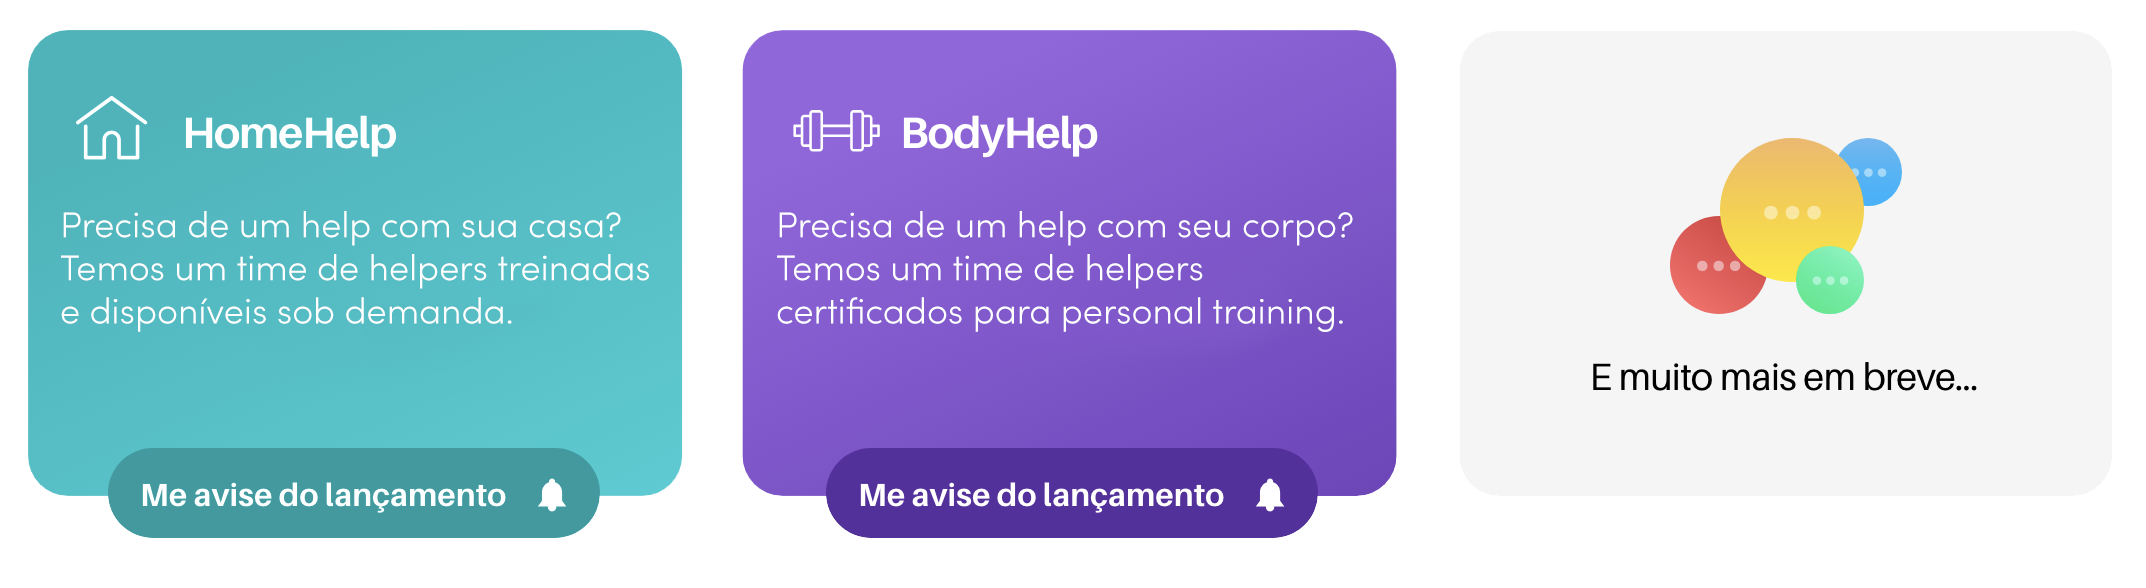 HomeHelp
Precisa de um help com sua casa?
Temos um time de helpers treinadas
e disponíveis sob demanda.
Me avise do lançamento
BodyHelp
Precisa de um help com seu corpo?
Temos um time de helpers
certificados para personal training.
Me avise do lançamento
E muito mais em breve...